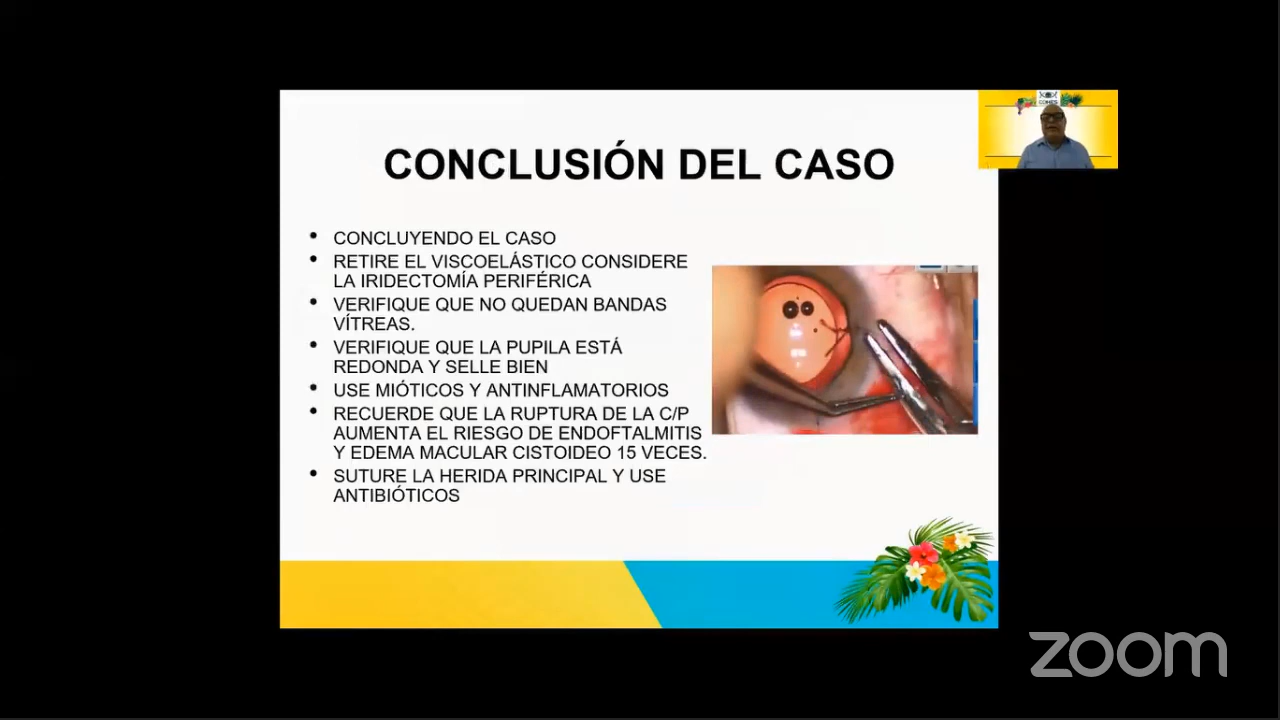 CONCLUSIÓN DEL CASO
• CONCLUYENDO EL CASO
• RETIRE EL VISCOELÁSTICO CONSIDERE
LA IRIDECTOMÍA PERIFÉRICA
• VERIFIQUE QUE NO QUEDAN BANDAS
VÍTREAS.
• VERIFIQUE QUE LA PUPILA ESTÁ
REDONDA Y SELLE BIEN
• USE MIÓTICOS Y ANTINFLAMATORIOS
• RECUERDE QUE LA RUPTURA DE LA C/P
AUMENTA EL RIESGO DE ENDOFTALMITIS
Y EDEMA MACULAR CISTOIDEO 15 VECES.
• SUTURE LA HERIDA PRINCIPAL Y USE
ANTIBIÓTICOS
zoom